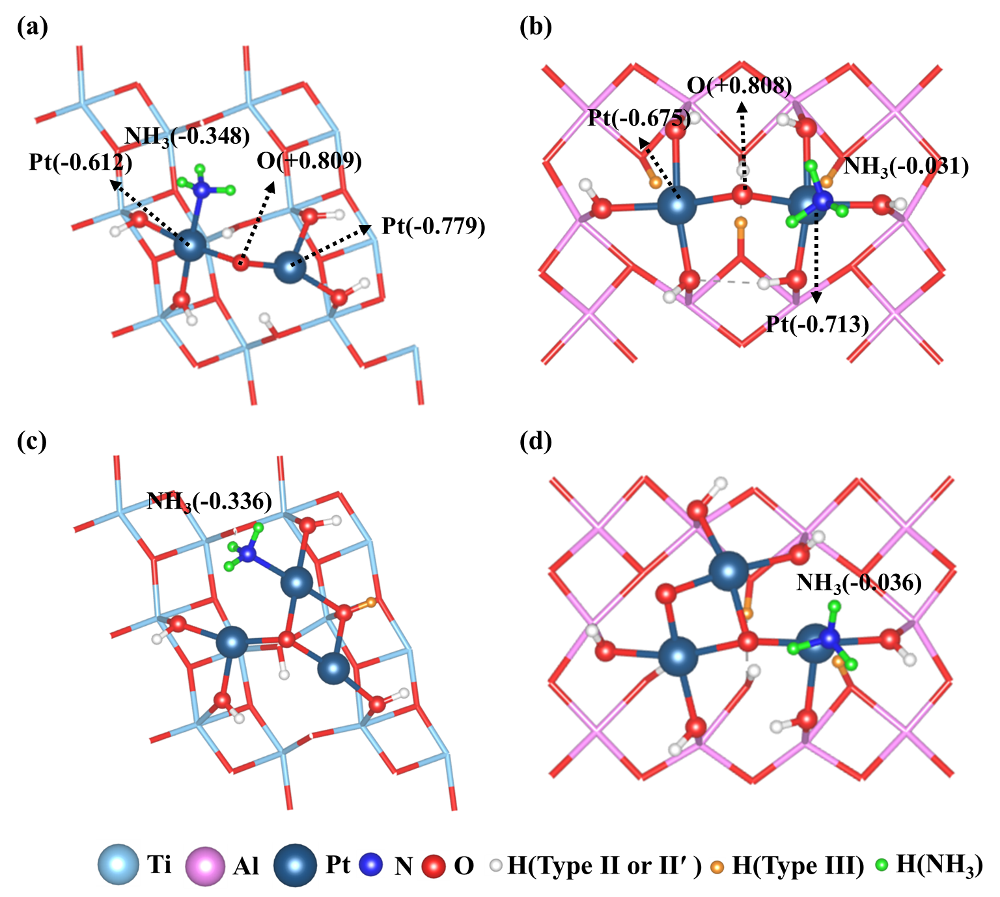 (a)
NH₃(-0.348)
Pt(-0.612)
O(+0.809)
Pt(-0.779)
(b)
O(+0.808)
Pt(-0.675)
NH₃(-0.031)
Pt(-0.713)
(c)
NH₃(-0.336)
(d)
NH₃(-0.036)
Ti Al Pt N O H(Type II or II′ ) H(Type III) H(NH₃)